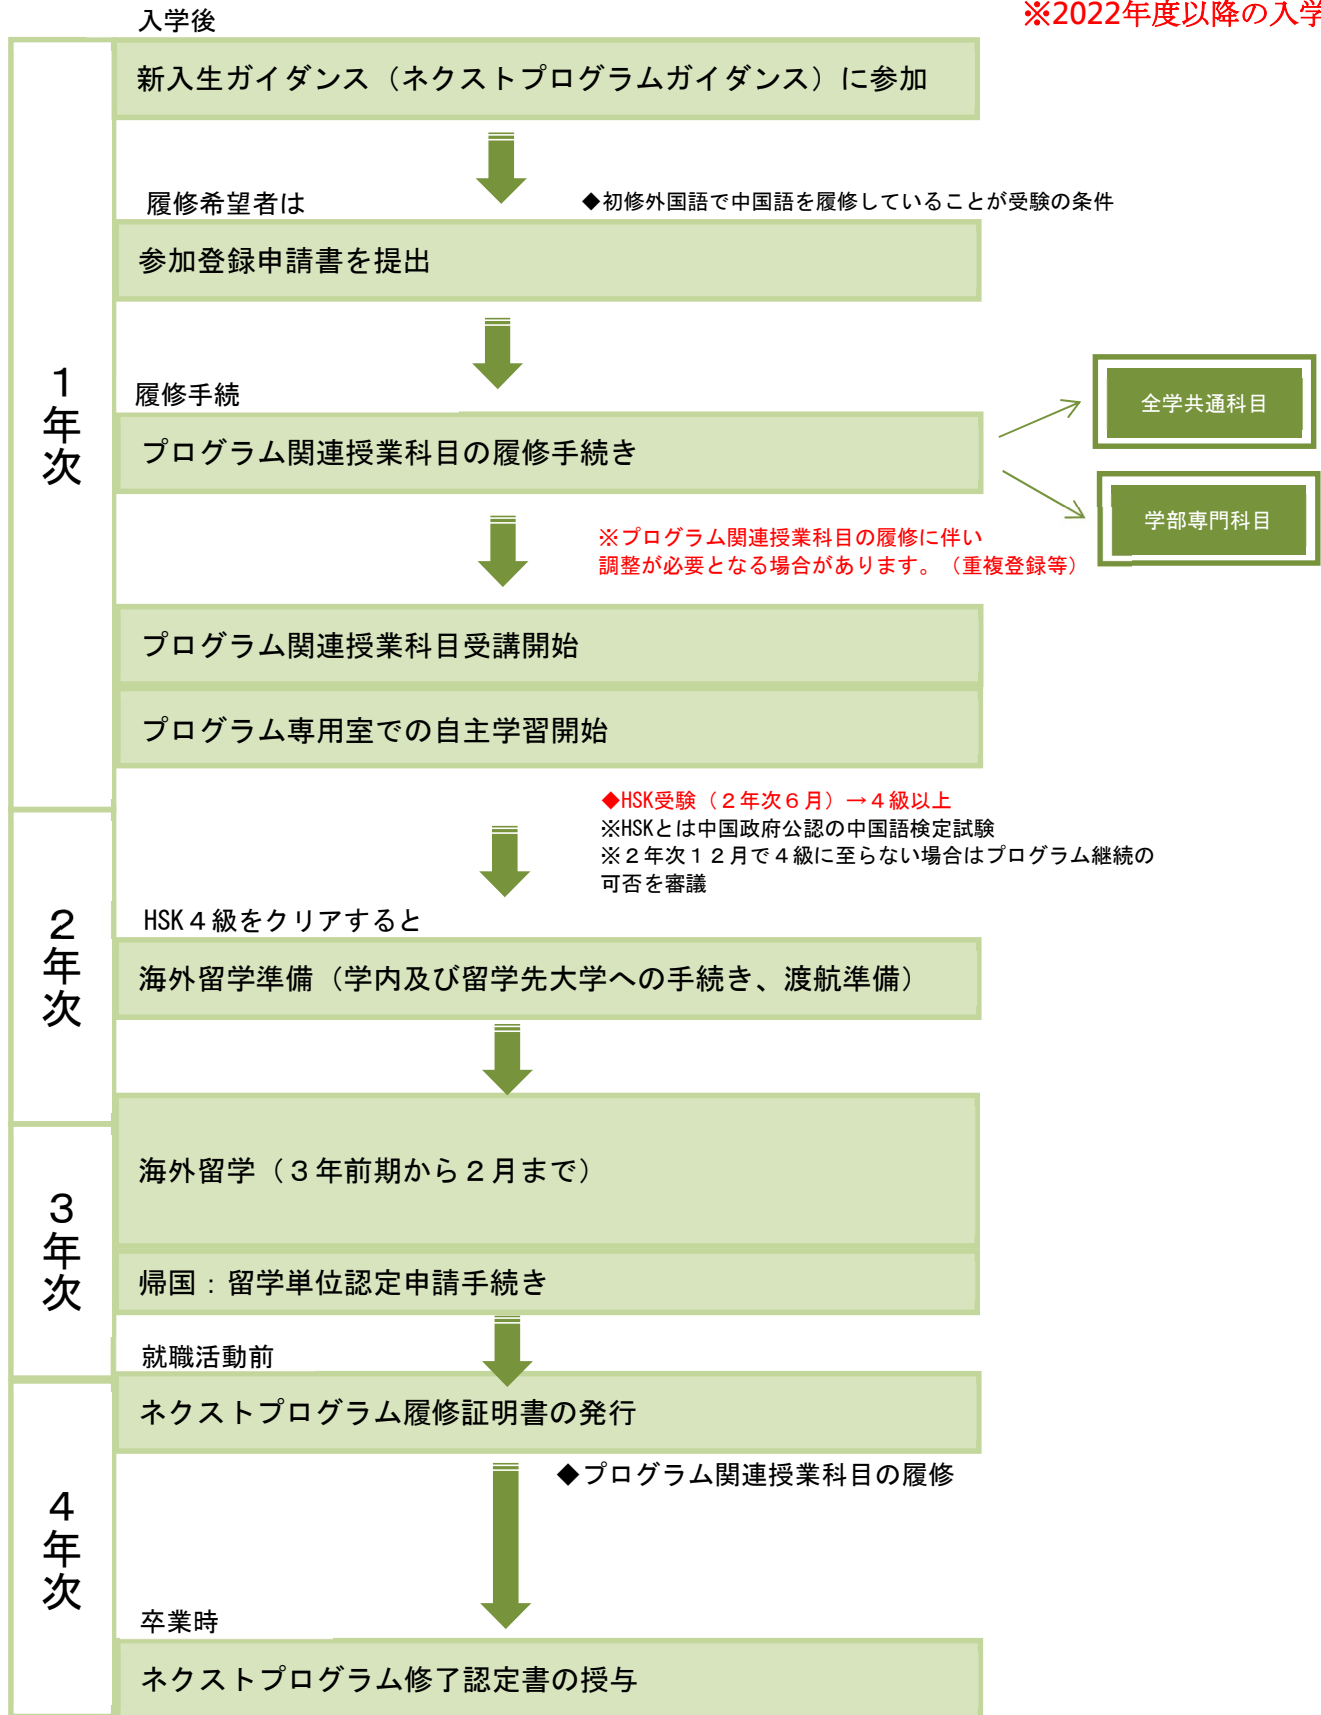 ※2022年度以降の入学
入学後
新入生ガイダンス（ネクストプログラムガイダンス）に参加
履修希望者は
◆初修外国語で中国語を履修していることが受験の条件
参加登録申請書を提出
1年次
履修手続
プログラム関連授業科目の履修手続き
全学共通科目
学部専門科目
※プログラム関連授業科目の履修に伴い
調整が必要となる場合があります。（重複登録等）
プログラム関連授業科目受講開始
プログラム専用室での自主学習開始
◆HSK受験（２年次６月）→４級以上
※HSKとは中国政府公認の中国語検定試験
※２年次１２月で４級に至らない場合はプログラム継続の
可否を審議
2年次
HSK４級をクリアすると
海外留学準備（学内及び留学先大学への手続き、渡航準備）
3年次
海外留学（３年前期から２月まで）
帰国：留学単位認定申請手続き
就職活動前
ネクストプログラム履修証明書の発行
4年次
◆プログラム関連授業科目の履修
卒業時
ネクストプログラム修了認定書の授与